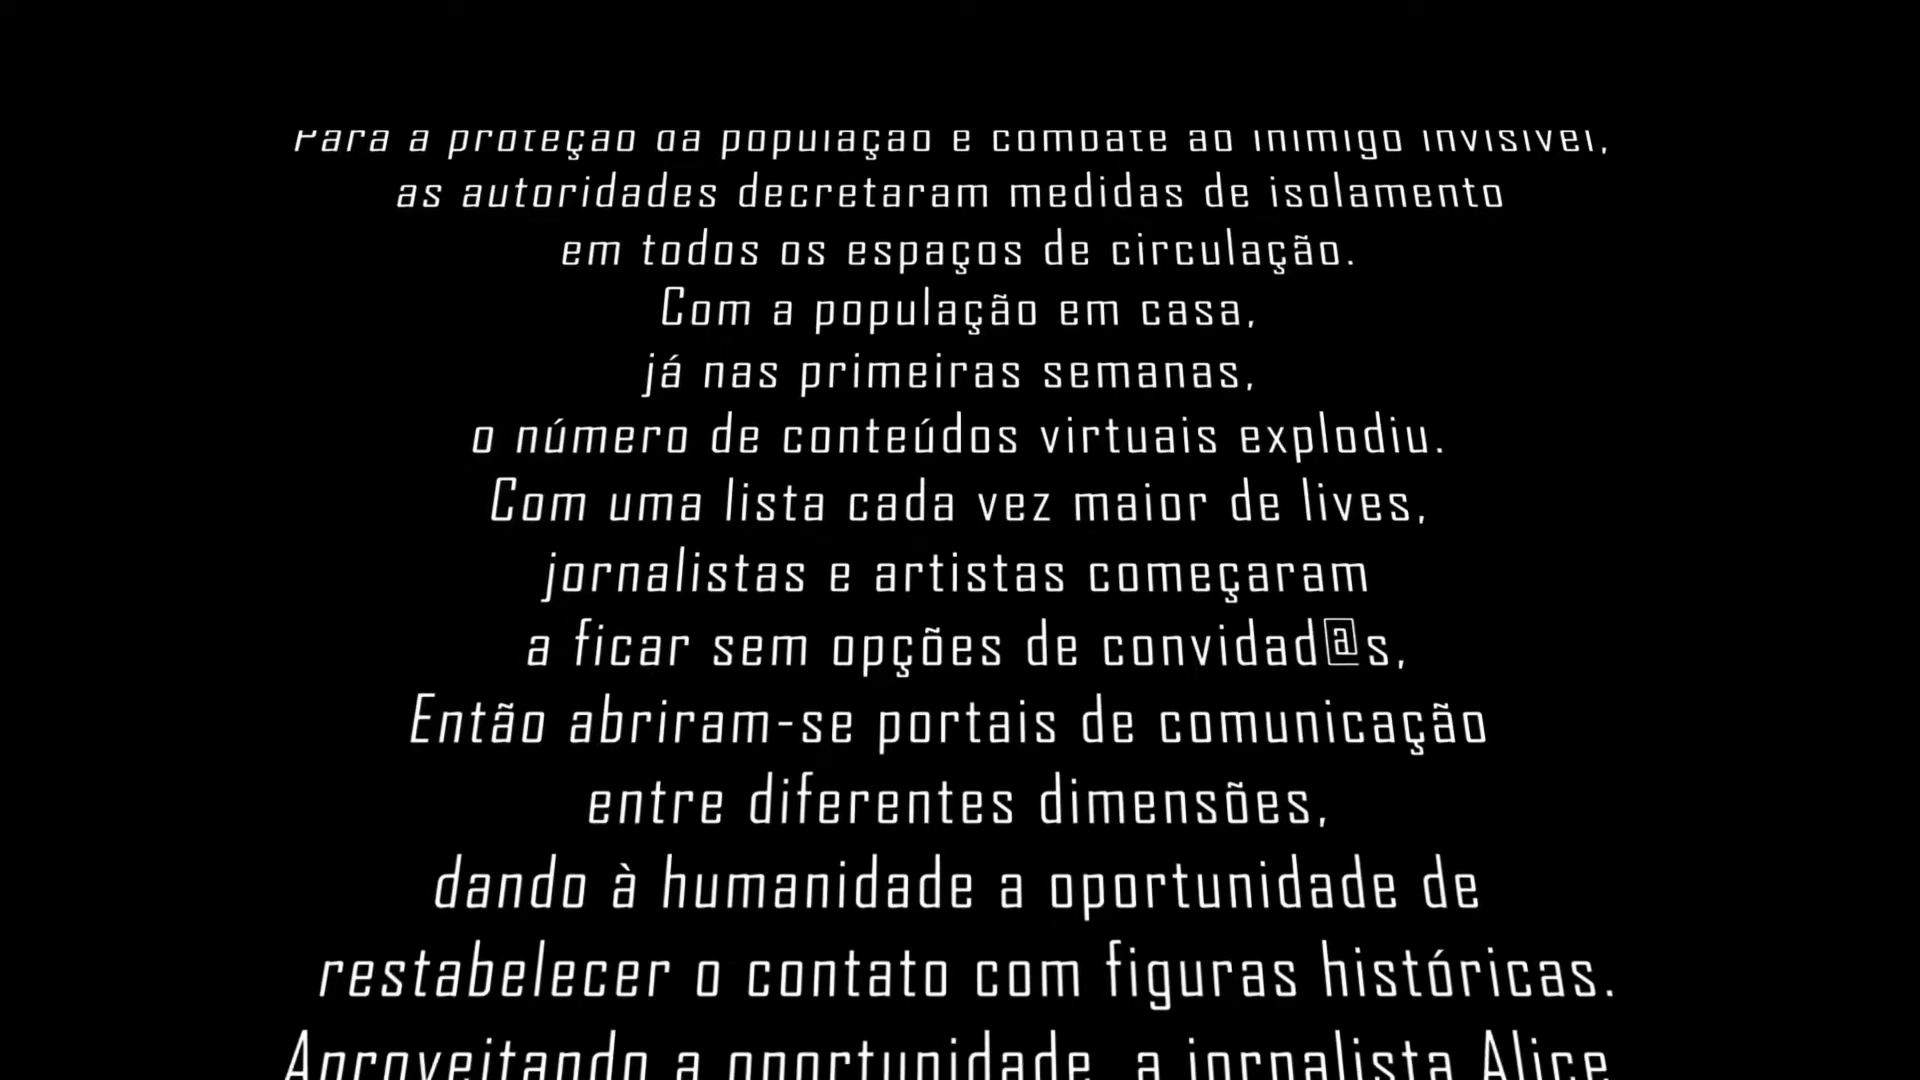 Para a proteção da população e combate ao inimigo invisível,
as autoridades decretaram medidas de isolamento
em todos os espaços de circulação.
Com a população em casa,
já nas primeiras semanas,
o número de conteúdos virtuais explodiu.
Com uma lista cada vez maior de lives,
jornalistas e artistas começaram
a ficar sem opções de convidad@s,
Então abriram-se portais de comunicação
entre diferentes dimensões,
dando à humanidade a oportunidade de
restabelecer o contato com figuras históricas.
Aproveitando a oportunidade, a jornalista Alice